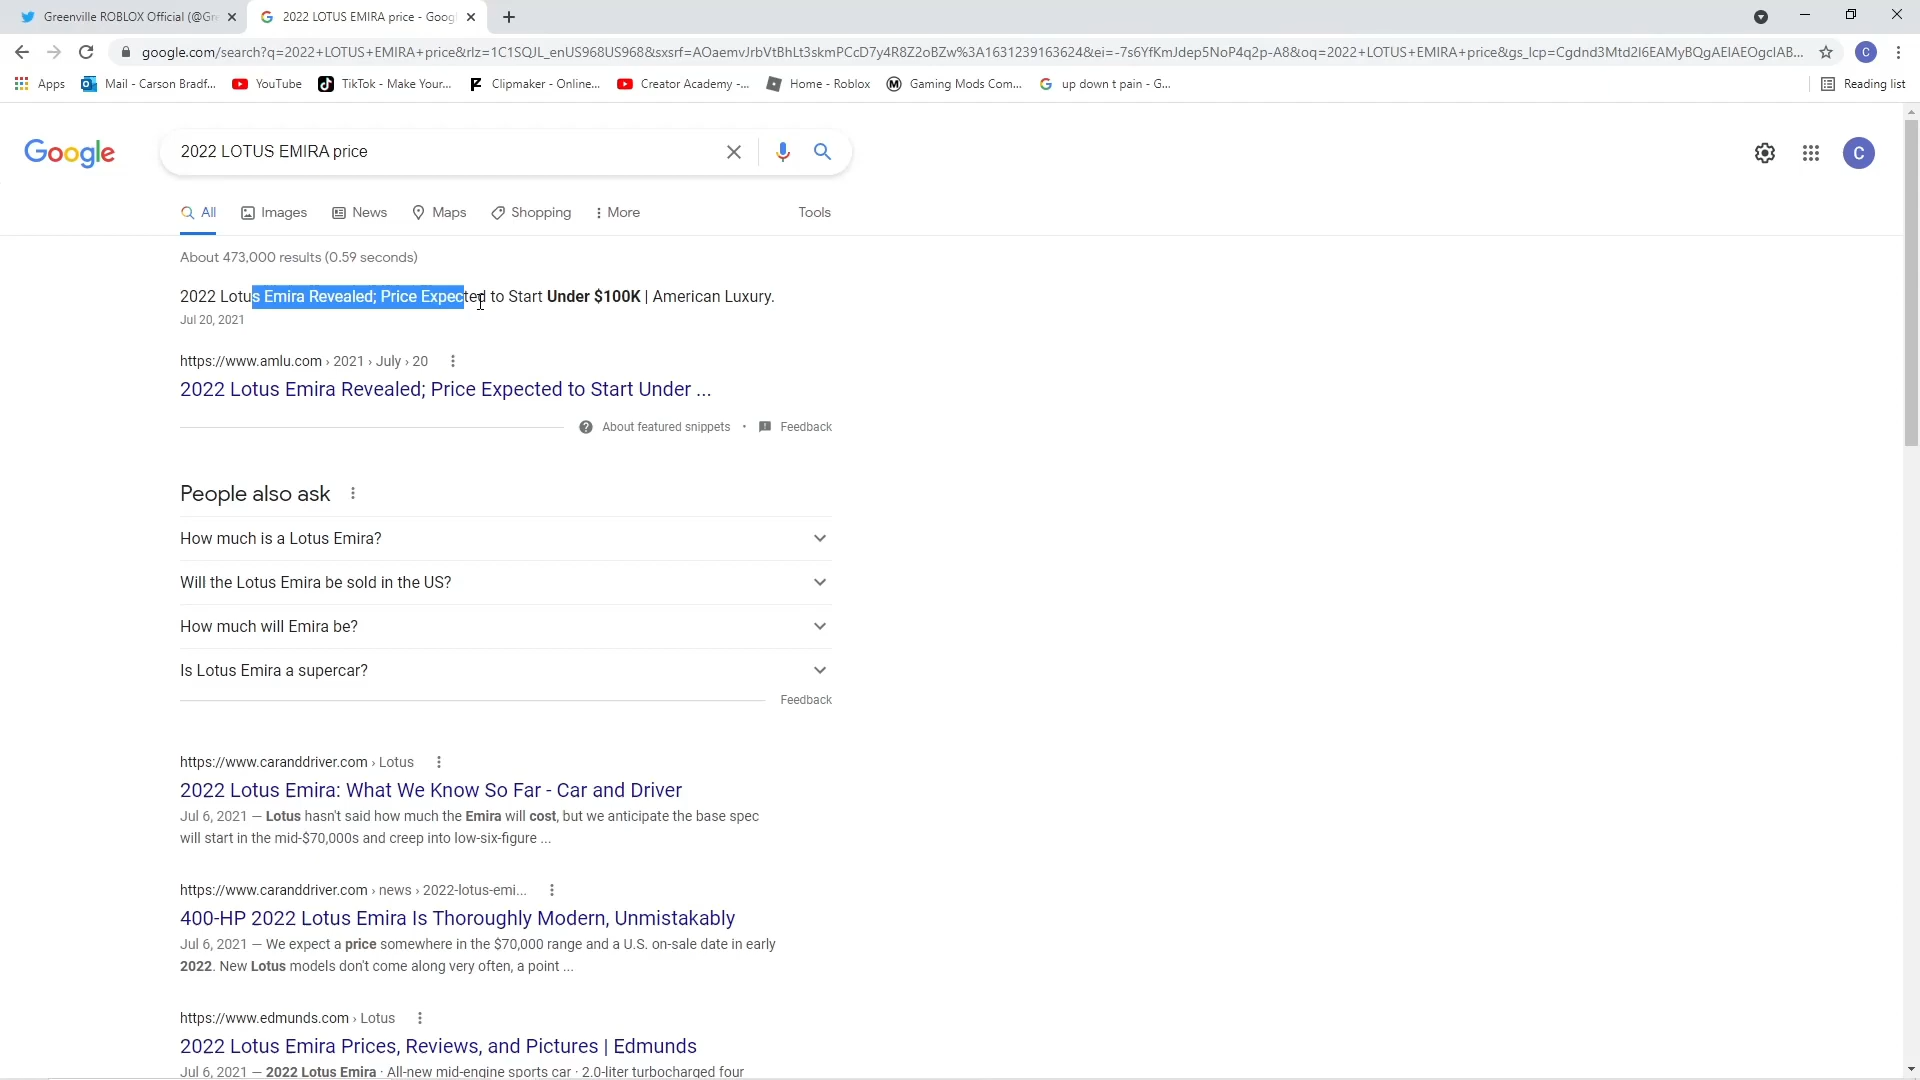 Greenville ROBLOX Official (@Gr
2022 LOTUS EMIRA price - Goog
google.com/search?q=2022+LOTUS+EMIRA+price&rlz=1C1SQJL_enUS968US968&sxsrf=AOaemvJrbVtBhLt3skmPCcD7y4R8Z2oBZw%3A1631239163624&ei=-7s6YfKmJdep5NoP4q2p-A8&oq=2022+LOTUS+EMIRA+price&gs_lcp=Cgdnd3Mtd2l6EAMyBQgAEIAEOgcIAB...
C
Apps
Mail - Carson Bradf...
YouTube
TikTok - Make Your...
Clipmaker - Online...
Creator Academy -...
Home - Roblox
Gaming Mods Com...
up down t pain - G...
Reading list
Google
2022 LOTUS EMIRA price
C
All
Images
News
Maps
Shopping
More
Tools
About 473,000 results (0.59 seconds)
2022 Lotus Emira Revealed; Price Expected to Start Under $100K | American Luxury.
Jul 20, 2021
https://www.amlu.com › 2021 › July › 20
2022 Lotus Emira Revealed; Price Expected to Start Under ...
About featured snippets • Feedback
People also ask
How much is a Lotus Emira?
Will the Lotus Emira be sold in the US?
How much will Emira be?
Is Lotus Emira a supercar?
Feedback
https://www.caranddriver.com › Lotus
2022 Lotus Emira: What We Know So Far - Car and Driver
Jul 6, 2021 — Lotus hasn't said how much the Emira will cost, but we anticipate the base spec
will start in the mid-$70,000s and creep into low-six-figure ...
https://www.caranddriver.com › news › 2022-lotus-emi...
400-HP 2022 Lotus Emira Is Thoroughly Modern, Unmistakably
Jul 6, 2021 — We expect a price somewhere in the $70,000 range and a U.S. on-sale date in early
2022. New Lotus models don't come along very often, a point ...
https://www.edmunds.com › Lotus
2022 Lotus Emira Prices, Reviews, and Pictures | Edmunds
Jul 6, 2021 — 2022 Lotus Emira · All-new mid-engine sports car · 2.0-liter turbocharged four